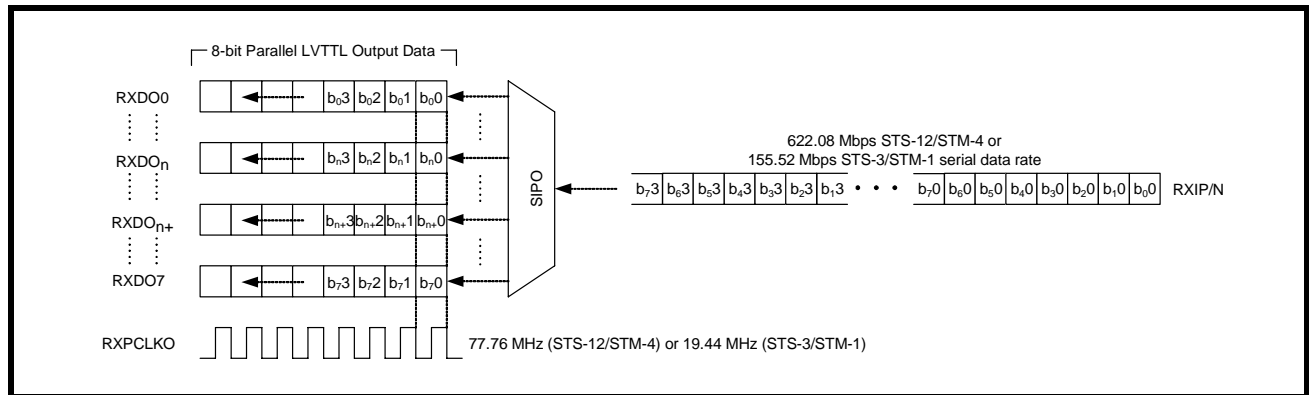 8-bit Parallel LVTTL Output Data
RXDO0
b₀3 b₀2 b₀1 b₀0
RXDOₙ
bₙ3 bₙ2 bₙ1 bₙ0
RXDOₙ₊
bₙ₊3 bₙ₊2 bₙ₊1 bₙ₊0
RXDO7
b₇3 b₇2 b₇1 b₇0
SIPO
622.08 Mbps STS-12/STM-4 or
155.52 Mbps STS-3/STM-1 serial data rate
b₇3 b₆3 b₅3 b₄3 b₃3 b₂3 b₁3 • • • b₇0 b₆0 b₅0 b₄0 b₃0 b₂0 b₁0 b₀0 RXIP/N
RXPCLKO
77.76 MHz (STS-12/STM-4) or 19.44 MHz (STS-3/STM-1)